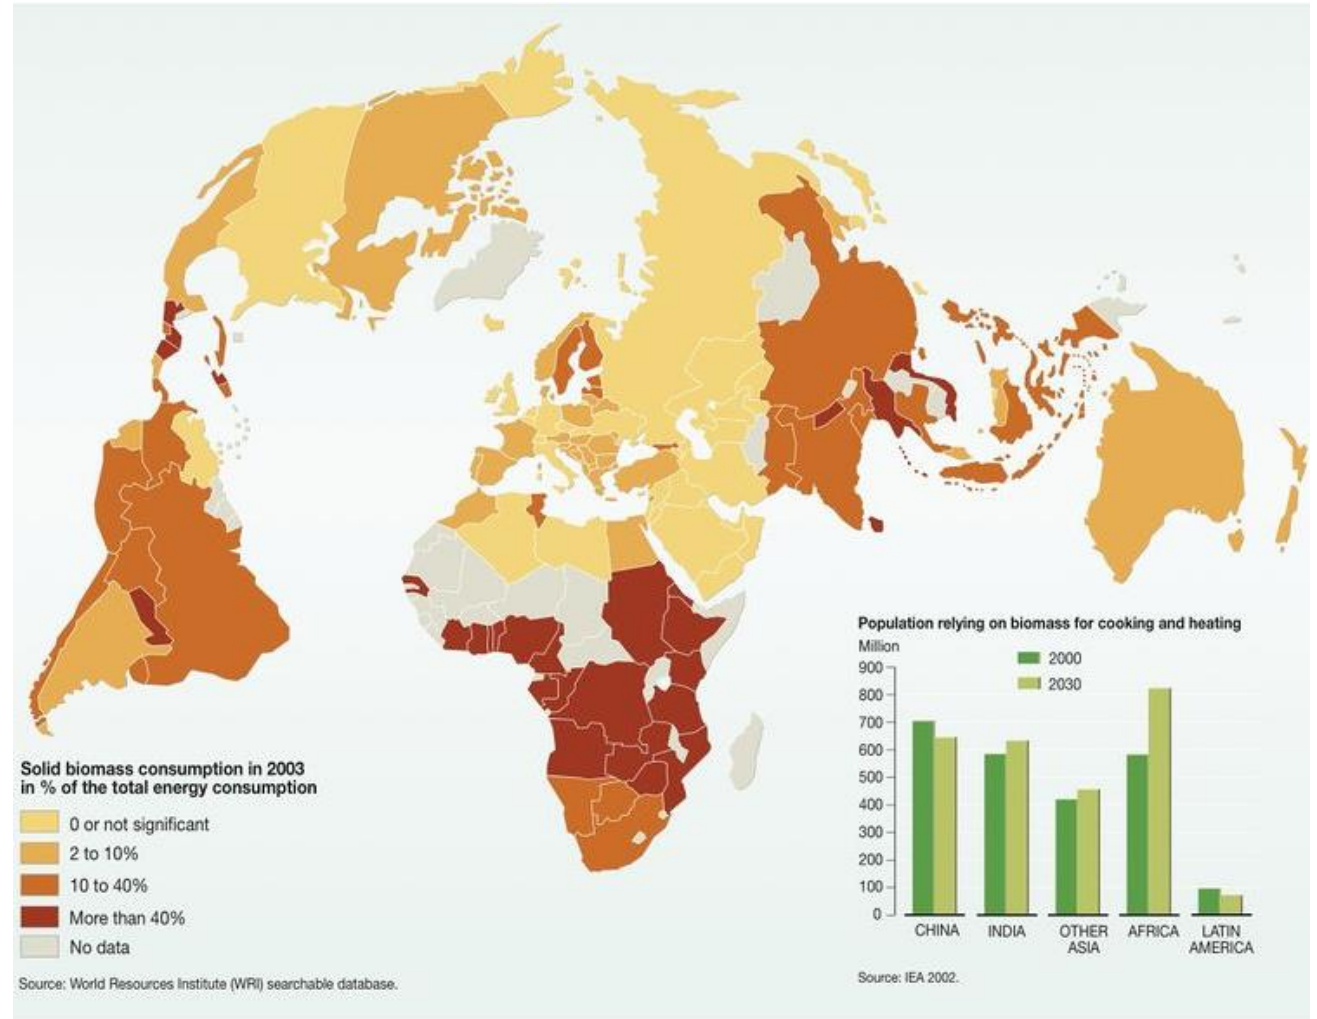 Population relying on biomass for cooking and heating
Million
2000
2030
900
800
700
600
500
400
300
200
100
0
CHINA
INDIA
OTHER
ASIA
AFRICA
LATIN
AMERICA
Source: IEA 2002.
Solid biomass consumption in 2003
in % of the total energy consumption
0 or not significant
2 to 10%
10 to 40%
More than 40%
No data
Source: World Resources Institute (WRI) searchable database.